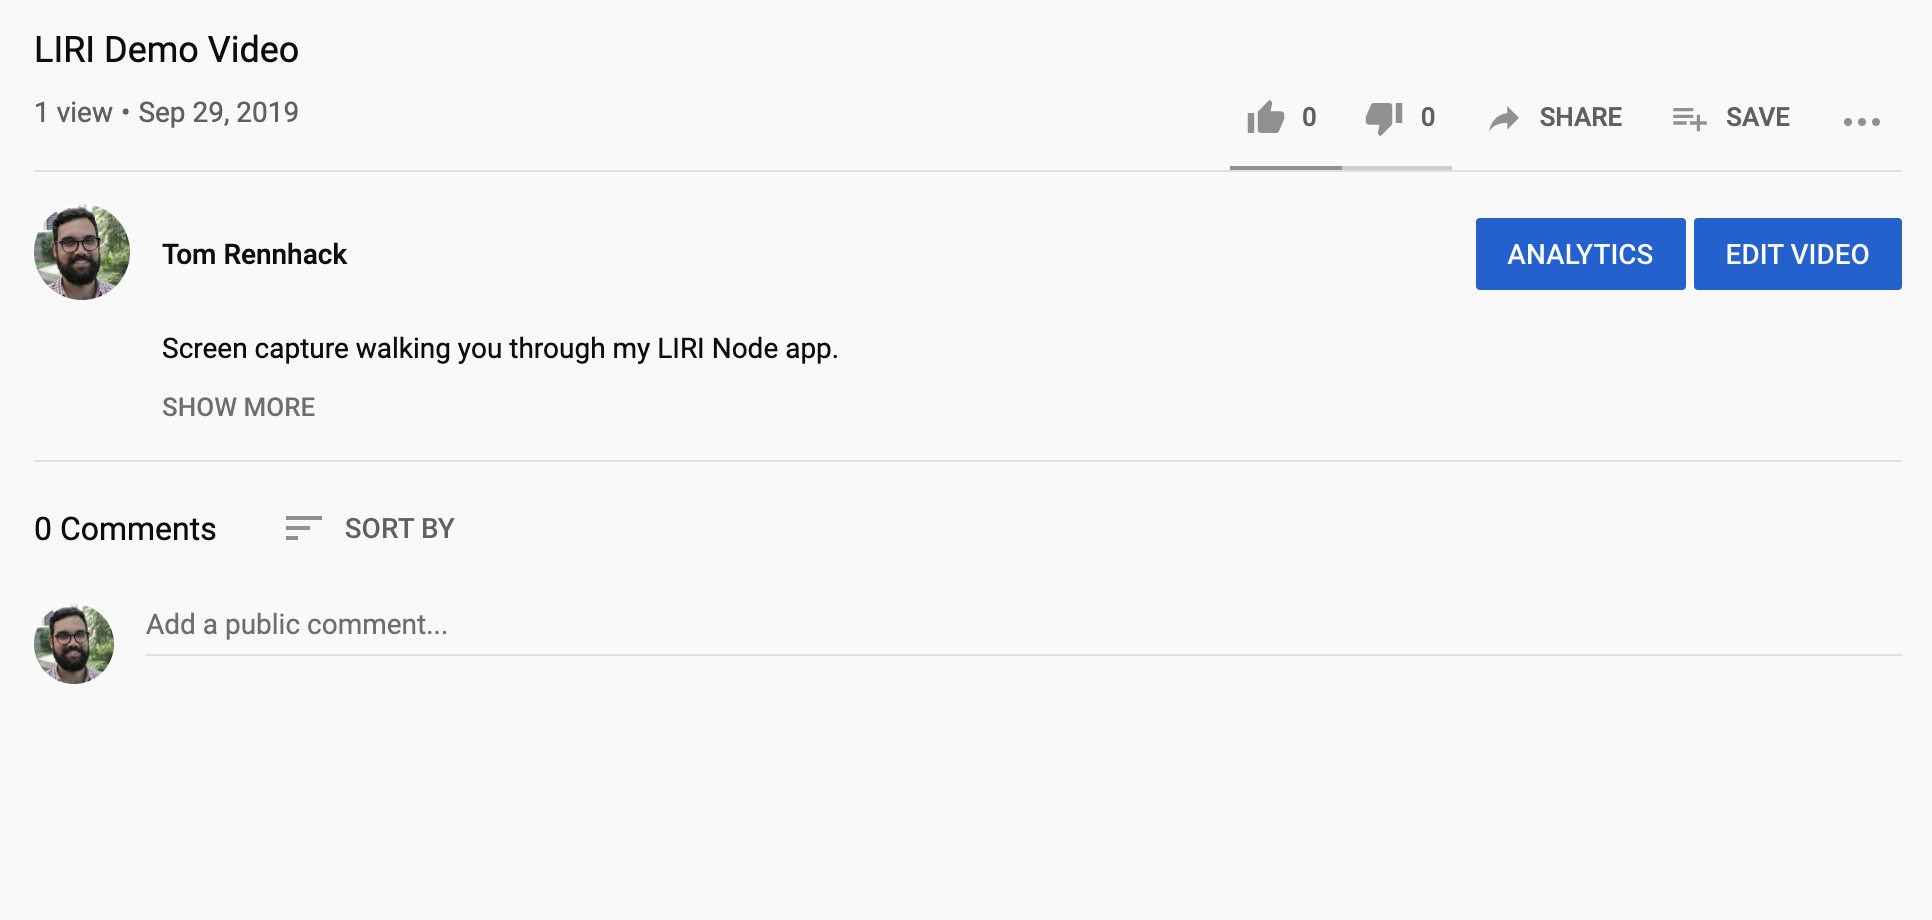 LIRI Demo Video
1 view • Sep 29, 2019
0 0 SHARE SAVE
Tom Rennhack
ANALYTICS EDIT VIDEO
Screen capture walking you through my LIRI Node app.
SHOW MORE
0 Comments SORT BY
Add a public comment...